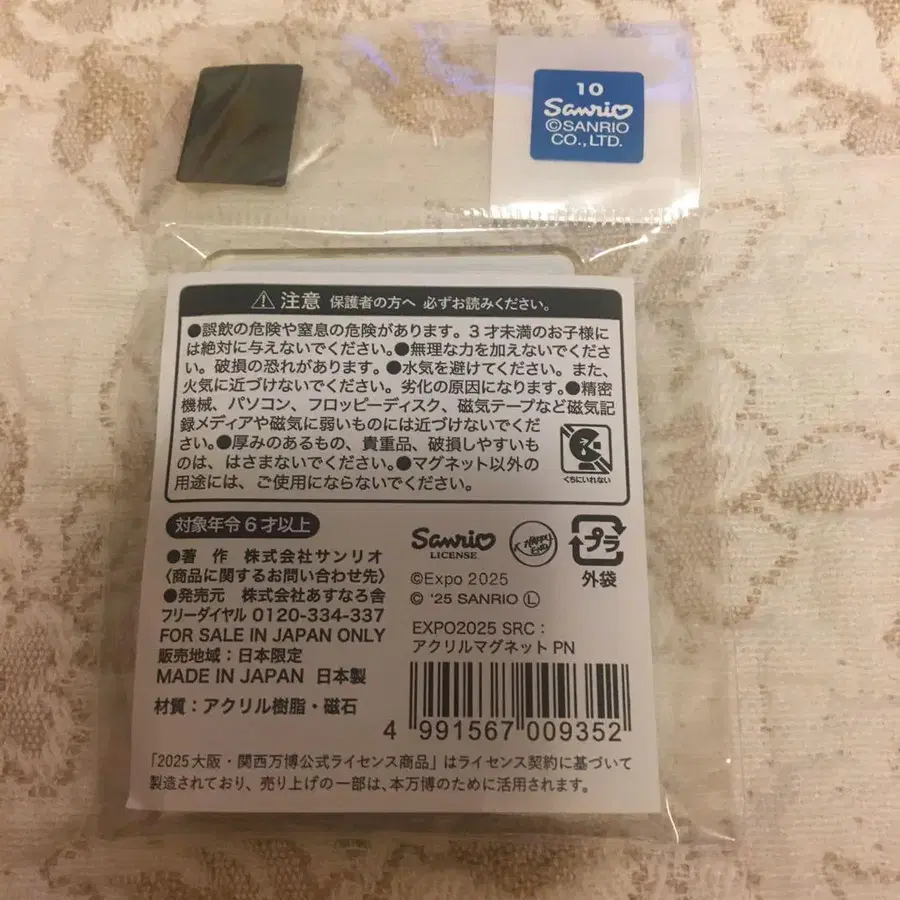 10
Sanrio
©SANRIO
CO.,LTD.
⚠注意 保護者の方へ 必ずお読みください。
●誤飲の危険や窒息の危険があります。3才未満のお子様に
は絶対に与えないでください。●無理な力を加えないでくださ
い。破損の恐れがあります。●水気を避けてください。また、
火気に近づけないでください。劣化の原因になります。●精密
機械、パソコン、フロッピーディスク、磁気テープなど磁気記
録メディアや磁気に弱いものには近づけないでくだ
さい。●厚みのあるもの、貴重品、破損しやすいも
のは、はさまないでください。●マグネット以外の
用途には、ご使用にならないでください。
くちにいれない
対象年令6才以上
●著 作 株式会社サンリオ
〈商品に関するお問い合わせ先〉
●発売元 株式会社あすなろ舎
フリーダイヤル 0120-334-337
FOR SALE IN JAPAN ONLY
販売地域：日本限定
MADE IN JAPAN 日本製
材質：アクリル樹脂・磁石
Sanrio
LICENSE
プラ
外袋
©Expo 2025
© '25 SANRIO Ⓛ
EXPO2025 SRC：
アクリルマグネット PN
4 991567 009352
「2025大阪・関西万博公式ライセンス商品」はライセンス契約に基づいて
製造されており、売り上げの一部は、本万博のために活用されます。